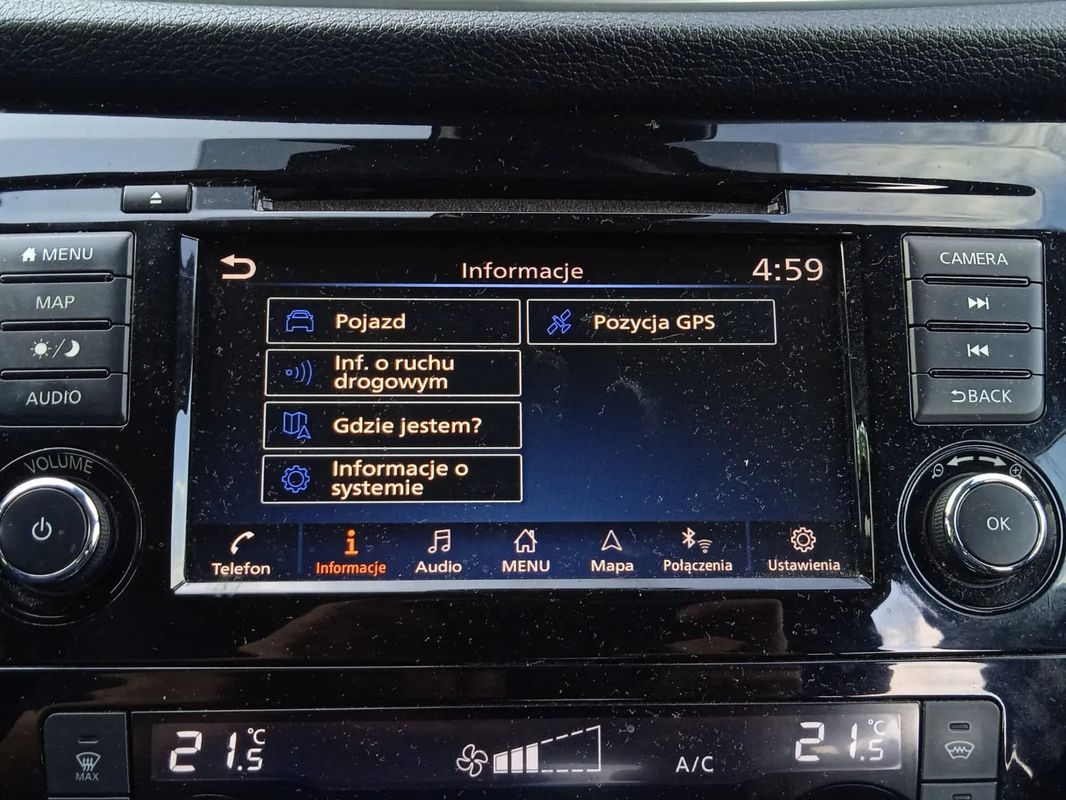 MENU
MAP
AUDIO
VOLUME
Informacje
4:59
Pojazd
Pozycja GPS
Inf. o ruchu
drogowym
Gdzie jestem?
Informacje o
systemie
Telefon
Informacje
Audio
MENU
Mapa
Połączenia
Ustawienia
CAMERA
BACK
OK
MAX
21.5 °C
A/C
21.5 °C